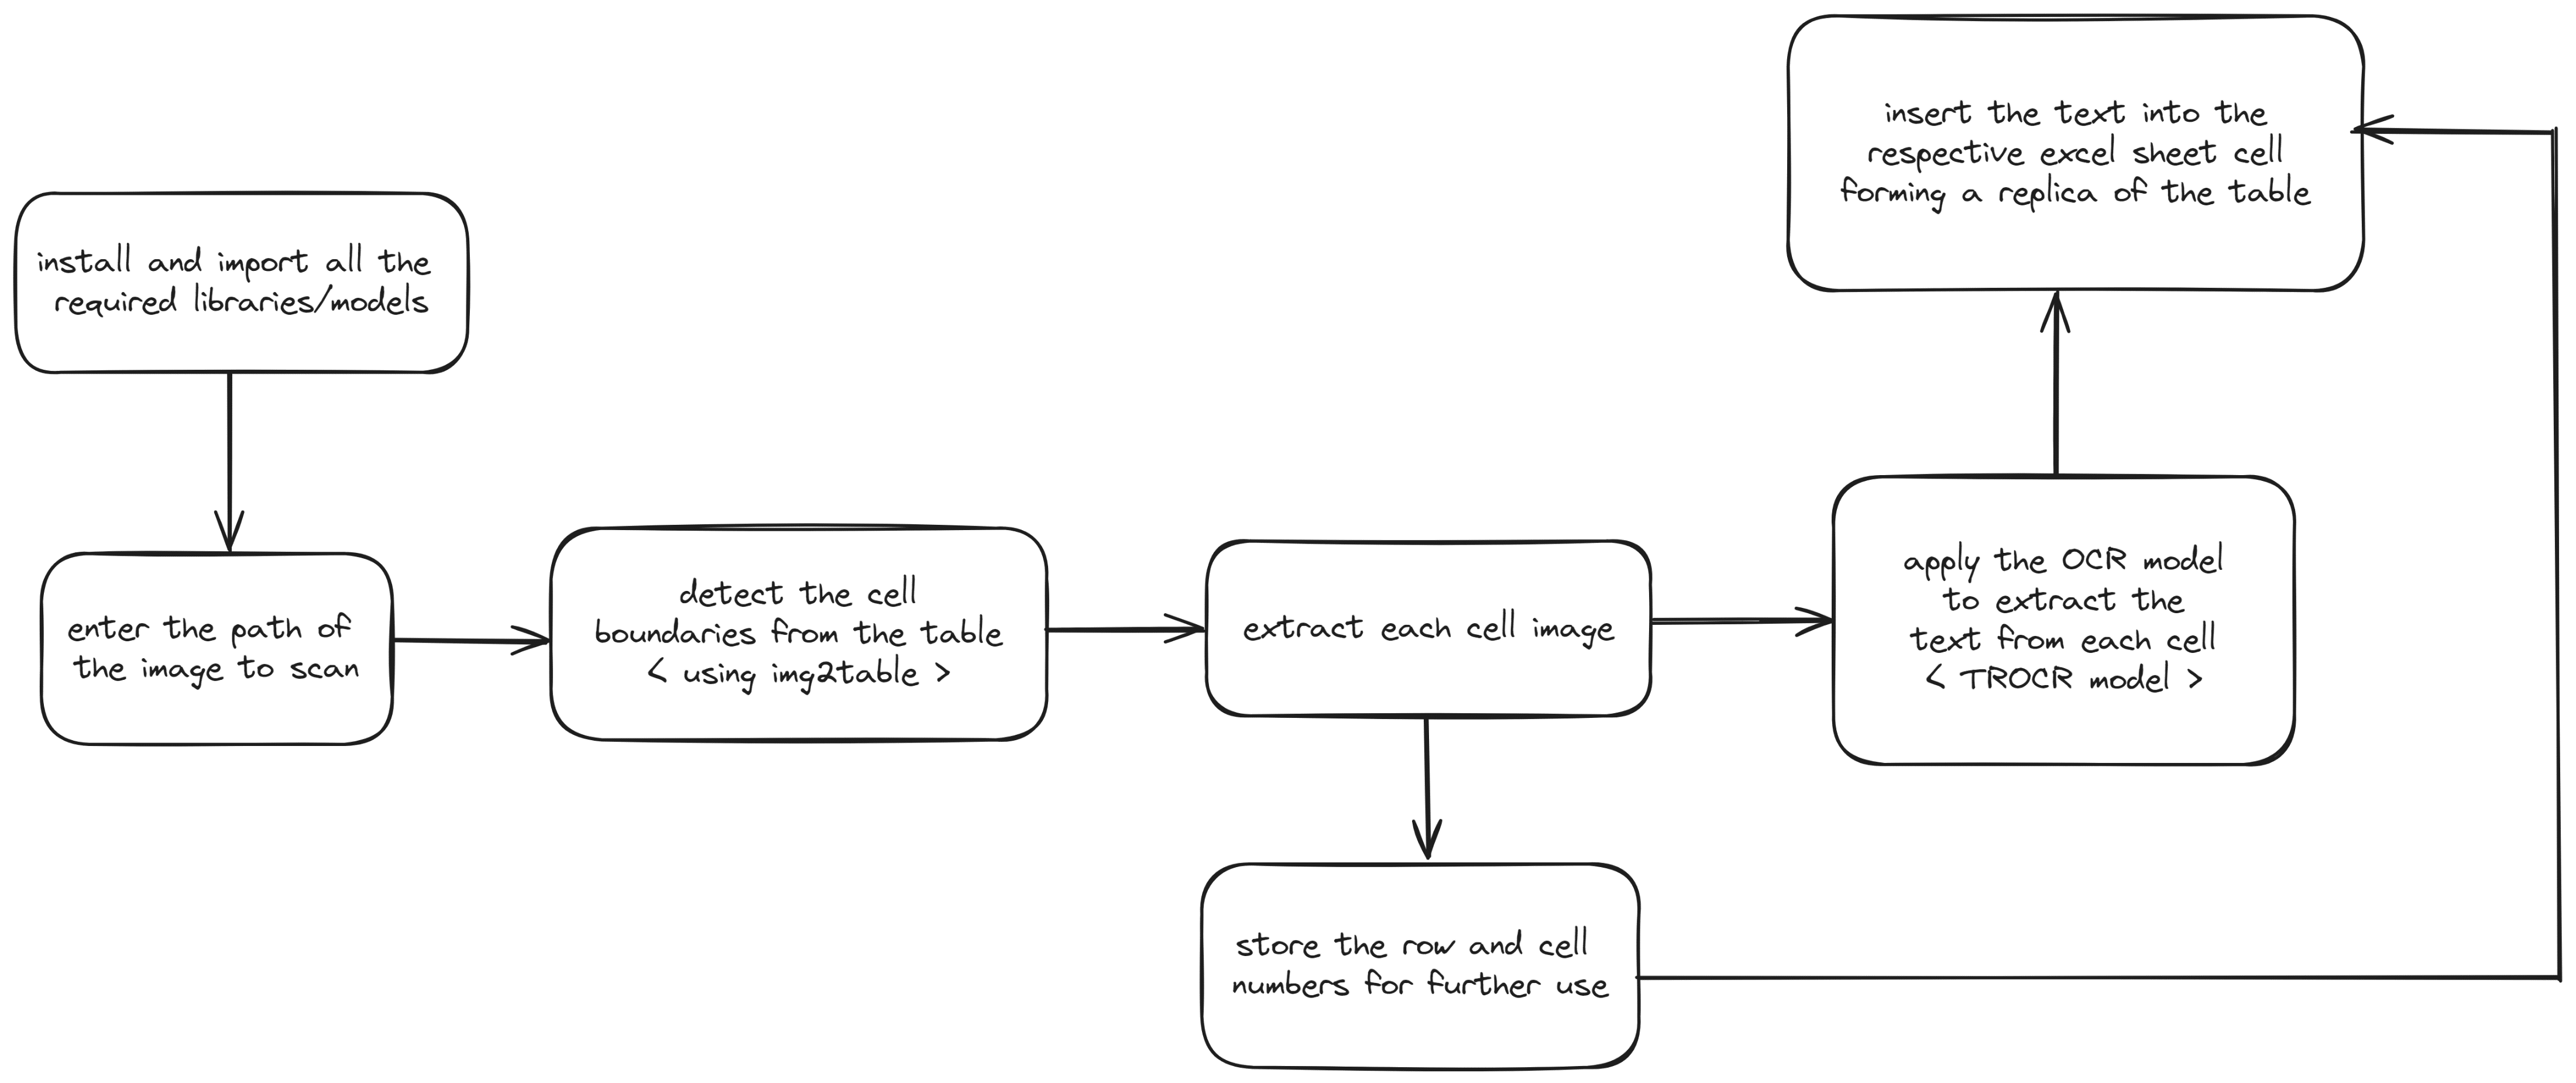 install and import all the
required libraries/models
enter the path of
the image to scan
detect the cell
boundaries from the table
< using img2table >
extract each cell image
store the row and cell
numbers for further use
apply the OCR model
to extract the
text from each cell
< TROCR model >
insert the text into the
respective excel sheet cell
forming a replica of the table